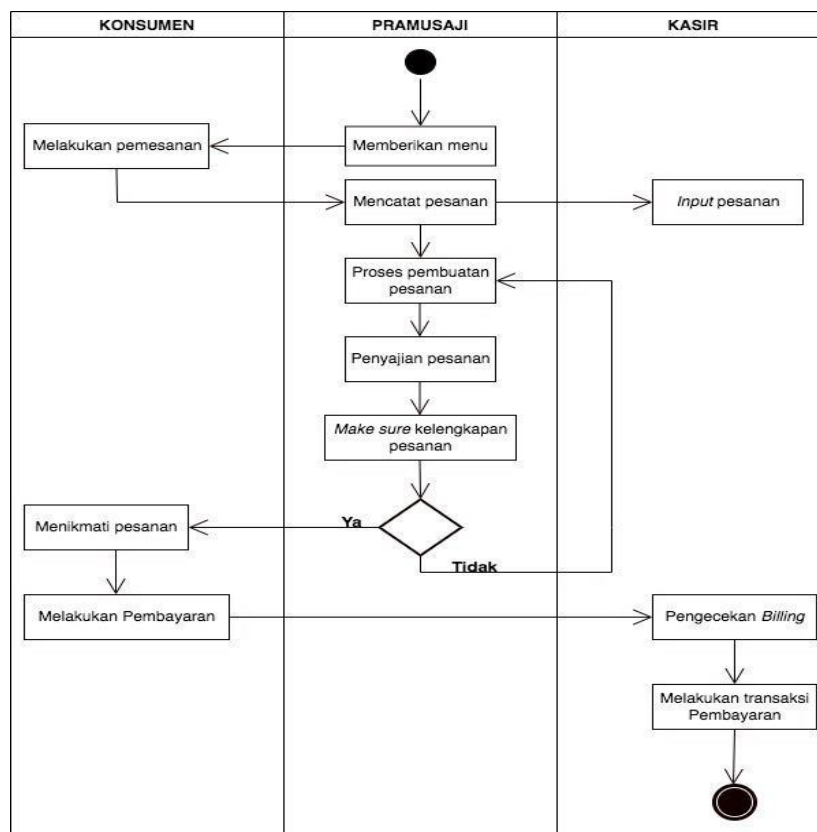 KONSUMEN
PRAMUSAJI
KASIR
Melakukan pemesanan
Memberikan menu
Mencatat pesanan
Input pesanan
Proses pembuatan
pesanan
Penyajian pesanan
Make sure kelengkapan
pesanan
Menikmati pesanan
Ya
Tidak
Melakukan Pembayaran
Pengecekan Billing
Melakukan transaksi
Pembayaran